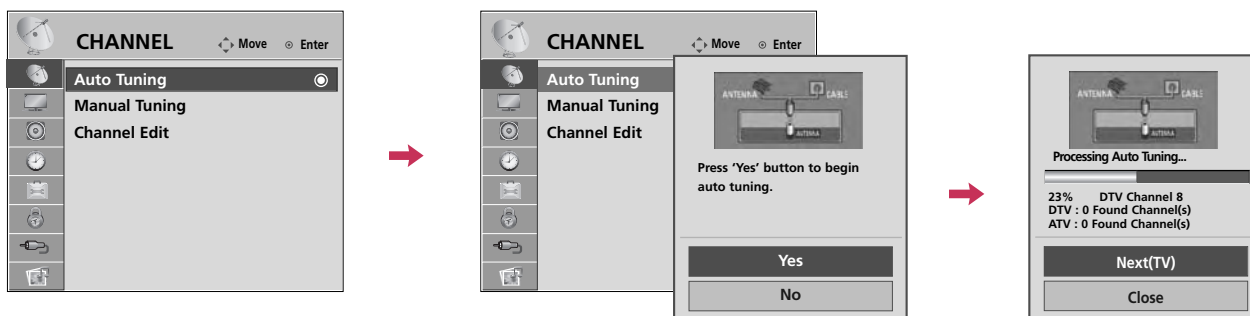 CHANNEL Move Enter
Auto Tuning
Manual Tuning
Channel Edit
CHANNEL Move Enter
Auto Tuning
Manual Tuning
Channel Edit
ANTENNA CABLE
ANTENNA
Press ‘Yes’ button to begin
auto tuning.
Yes
No
ANTENNA CABLE
ANTENNA
Processing Auto Tuning...
23% DTV Channel 8
DTV : 0 Found Channel(s)
ATV : 0 Found Channel(s)
Next(TV)
Close